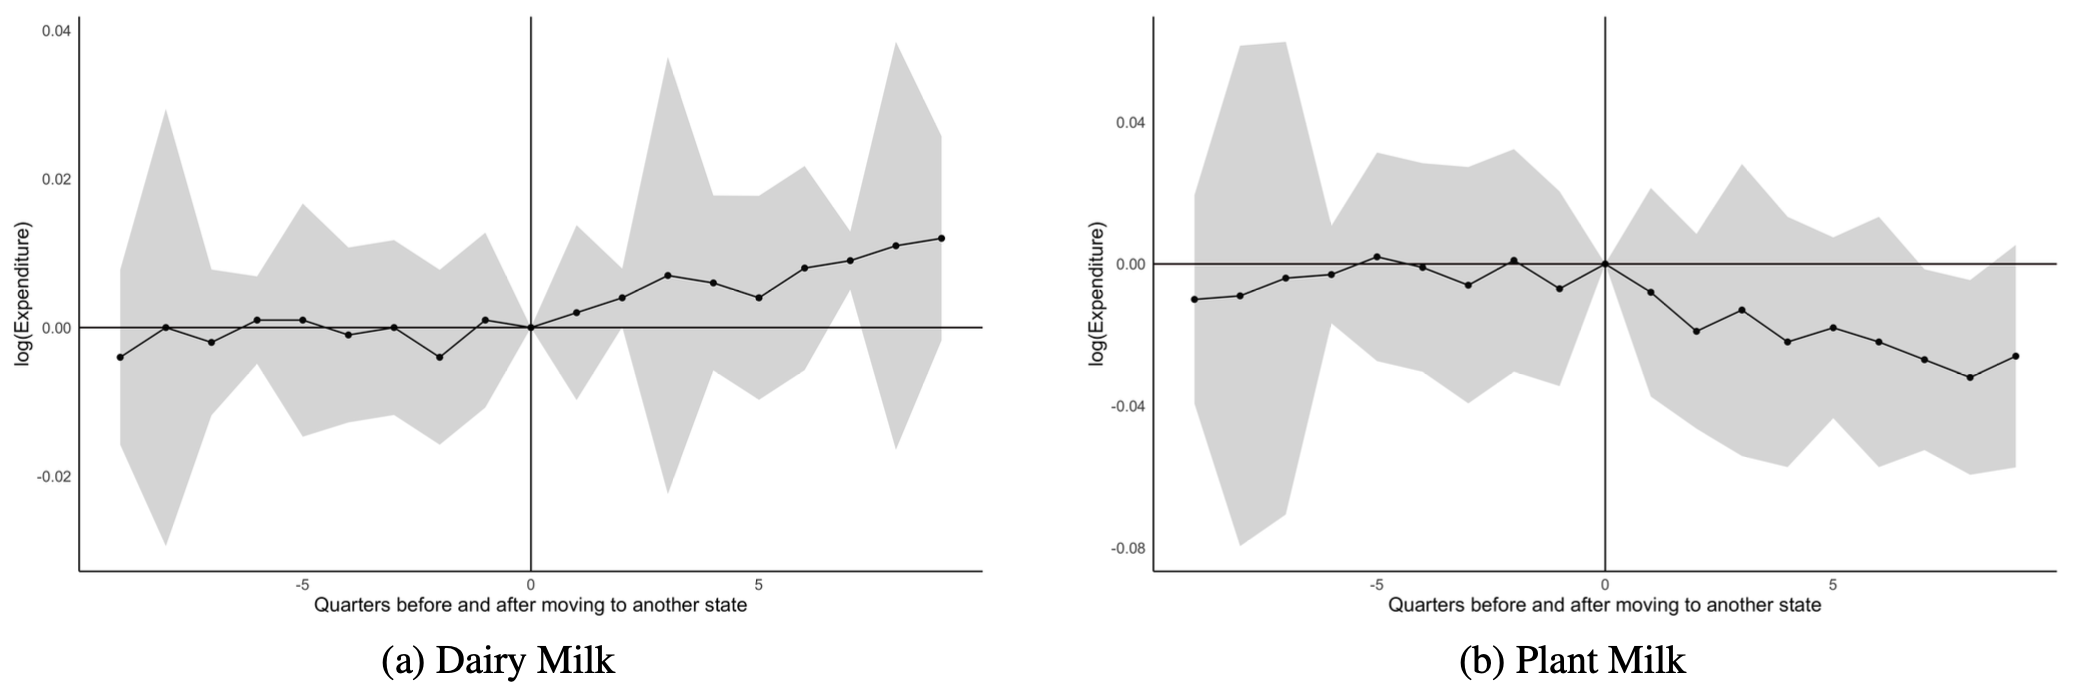 0.04
0.02
0.00
-0.02
log(Expenditure)
-5 0 5
Quarters before and after moving to another state
(a) Dairy Milk
0.04
0.00
-0.04
-0.08
log(Expenditure)
-5 0 5
Quarters before and after moving to another state
(b) Plant Milk